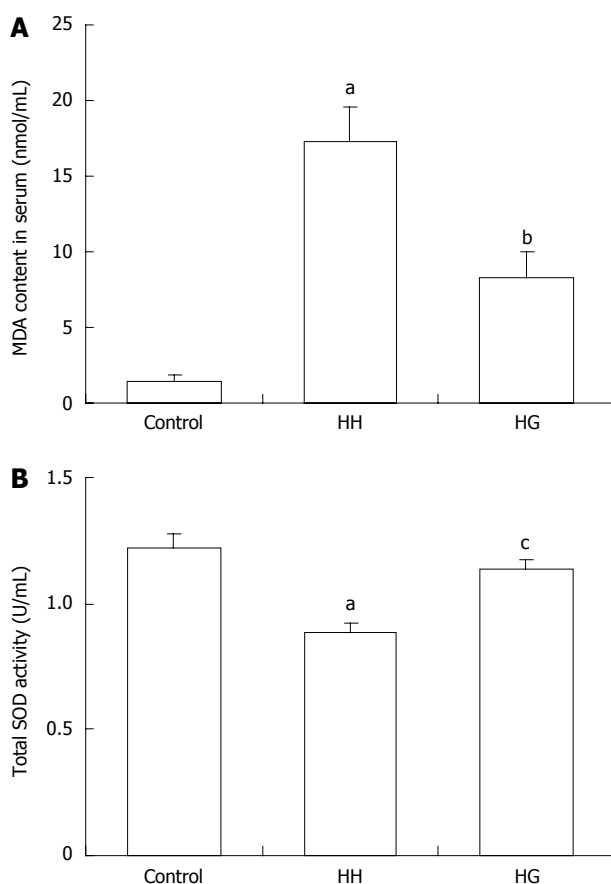 A
MDA content in serum (nmol/mL)
25
20
15
10
5
0
a
b
Control HH HG
B
Total SOD activity (U/mL)
1.5
1.0
0.5
0
a
c
Control HH HG